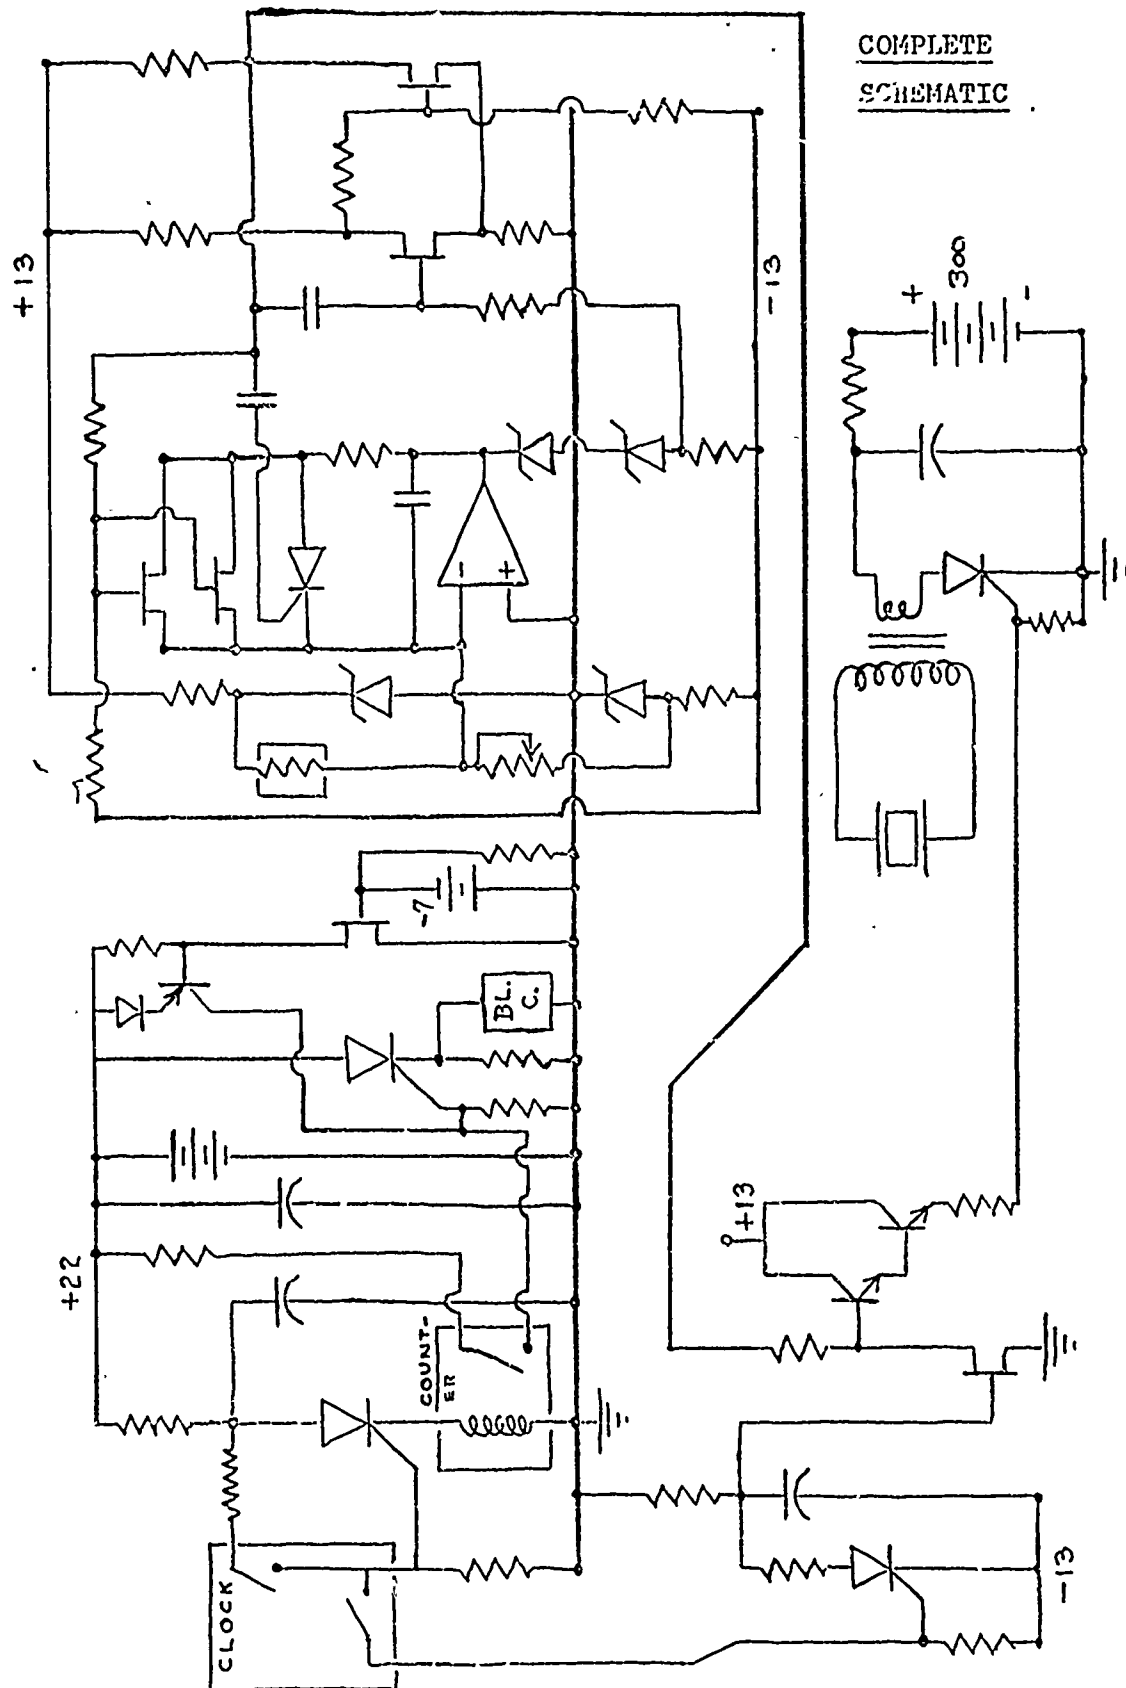 COMPLETE
SCHEMATIC
+13
-13
+
300
-
-
+
-7
BL.
C.
+22
+13
COUNT-
ER
CLOCK
-13